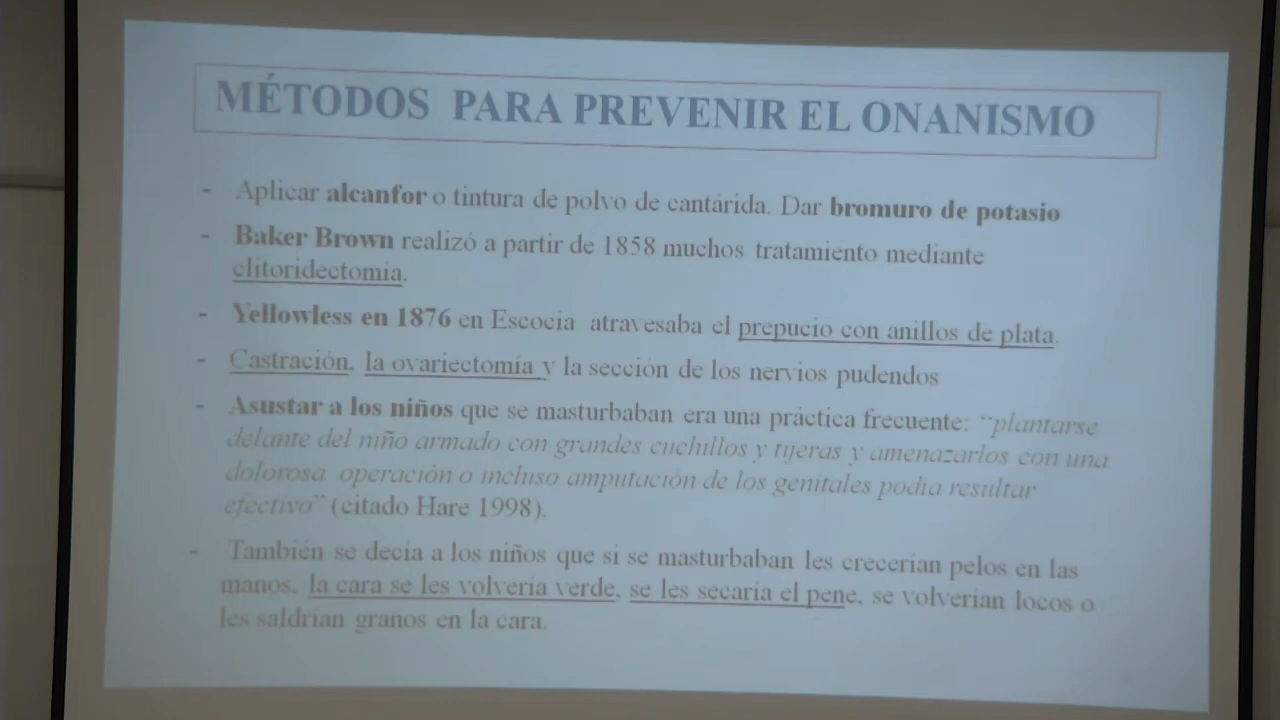 MÉTODOS PARA PREVENIR EL ONANISMO
- Aplicar alcanfor o tintura de polvo de cantárida. Dar bromuro de potasio
- Baker Brown realizó a partir de 1858 muchos tratamiento mediante
clitoridectomia.
- Yellowless en 1876 en Escocia atravesaba el prepucio con anillos de plata.
- Castración, la ovariectomía y la sección de los nervios pudendos
- Asustar a los niños que se masturbaban era una práctica frecuente: “plantarse
delante del niño armado con grandes cuchillos y tijeras y amenazarlos con una
dolorosa operación o incluso amputación de los genitales podía resultar
efectivo” (citado Hare 1998).
- También se decía a los niños que si se masturbaban les crecerían pelos en las
manos, la cara se les volvería verde, se les secaría el pene, se volverían locos o
les saldrían granos en la cara.